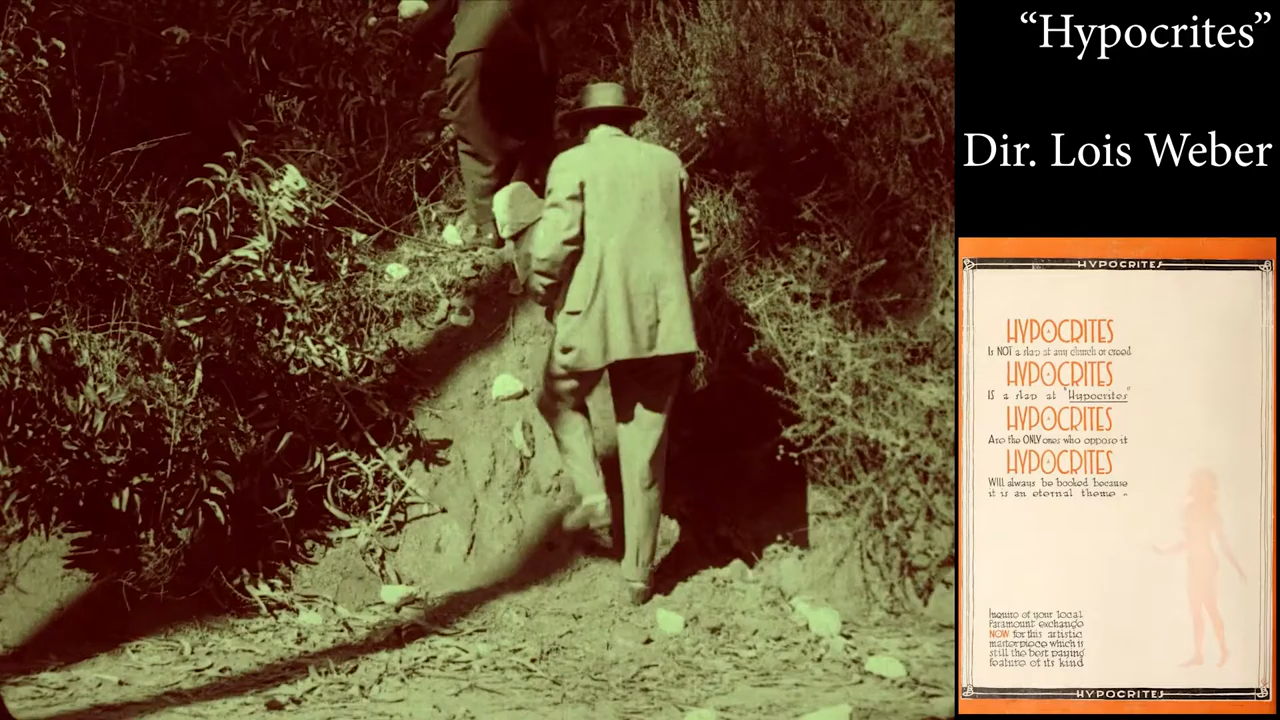 “Hypocrites”
Dir. Lois Weber
HYPOCRITES
HYPOCRITES
Is NOT a slap at any church or creed
HYPOCRITES
IS a slap at "Hypocrites"
HYPOCRITES
Are the ONLY ones who oppose it
HYPOCRITES
WILL always be booked because
it is an eternal theme -
Inquire of your local
Paramount exchange
NOW for this artistic
masterpiece which is
still the best paying
feature of its kind
HYPOCRITES